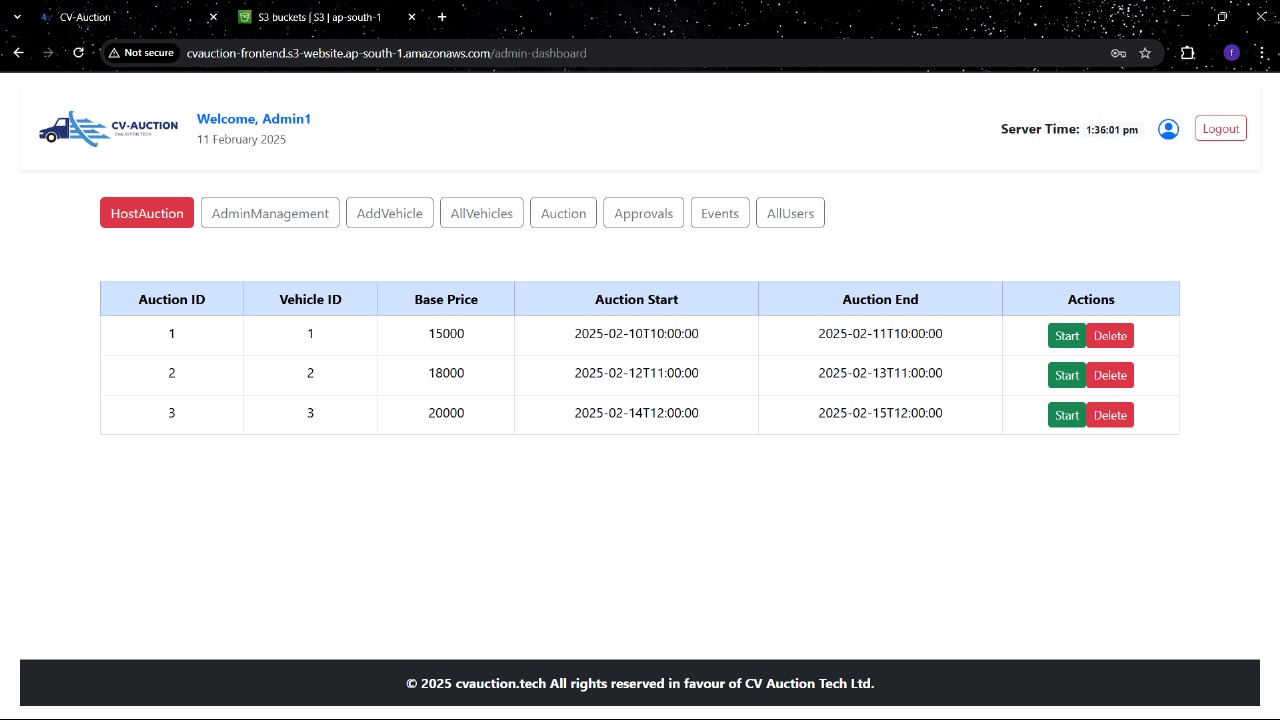 CV-Auction
S3 buckets | S3 | ap-south-1
Not secure
cvauction-frontend.s3-website.ap-south-1.amazonaws.com/admin-dashboard
f
CV-AUCTION
CVAUCTION.TECH
Welcome, Admin1
11 February 2025
Server Time: 1:36:01 pm
Logout
HostAuction AdminManagement AddVehicle AllVehicles Auction Approvals Events AllUsers
Auction ID Vehicle ID Base Price Auction Start Auction End Actions
1 1 15000 2025-02-10T10:00:00 2025-02-11T10:00:00 Start Delete
2 2 18000 2025-02-12T11:00:00 2025-02-13T11:00:00 Start Delete
3 3 20000 2025-02-14T12:00:00 2025-02-15T12:00:00 Start Delete
© 2025 cvauction.tech All rights reserved in favour of CV Auction Tech Ltd.